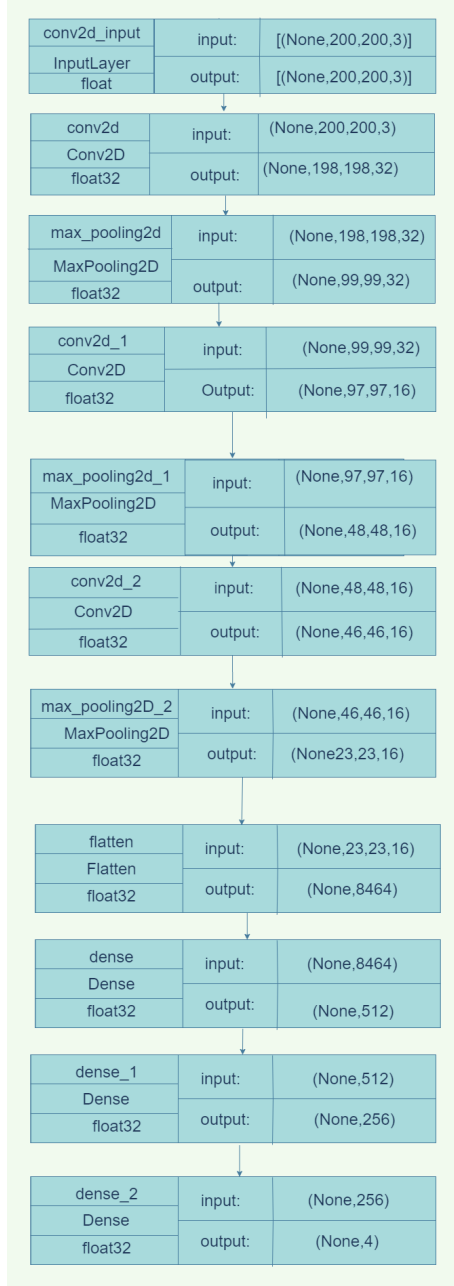 conv2d_input
InputLayer
float
input:
[(None,200,200,3)]
output:
[(None,200,200,3)]
conv2d
Conv2D
float32
input:
(None,200,200,3)
output:
(None,198,198,32)
max_pooling2d
MaxPooling2D
float32
input:
(None,198,198,32)
output:
(None,99,99,32)
conv2d_1
Conv2D
float32
input:
(None,99,99,32)
Output:
(None,97,97,16)
max_pooling2d_1
MaxPooling2D
float32
input:
(None,97,97,16)
output:
(None,48,48,16)
conv2d_2
Conv2D
float32
input:
(None,48,48,16)
output:
(None,46,46,16)
max_pooling2D_2
MaxPooling2D
float32
input:
(None,46,46,16)
output:
(None23,23,16)
flatten
Flatten
float32
input:
(None,23,23,16)
output:
(None,8464)
dense
Dense
float32
input:
(None,8464)
output:
(None,512)
dense_1
Dense
float32
input:
(None,512)
output:
(None,256)
dense_2
Dense
float32
input:
(None,256)
output:
(None,4)